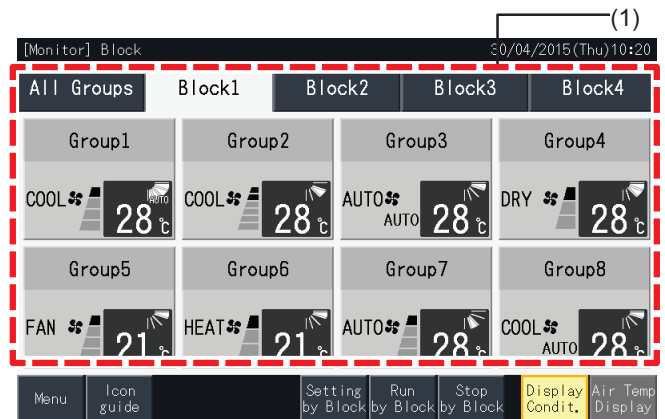 (1)
[Monitor] Block 30/04/2015(Thu)10:20
All Groups Block1 Block2 Block3 Block4
Group1 Group2 Group3 Group4
COOL AUTO 28℃ COOL 28℃ AUTO AUTO 28℃ DRY 28℃
Group5 Group6 Group7 Group8
FAN 21℃ HEAT 21℃ AUTO 28℃ COOL AUTO 28℃
Menu Icon guide Setting by Block Run by Block Stop by Block Display Condit. Air Temp Display